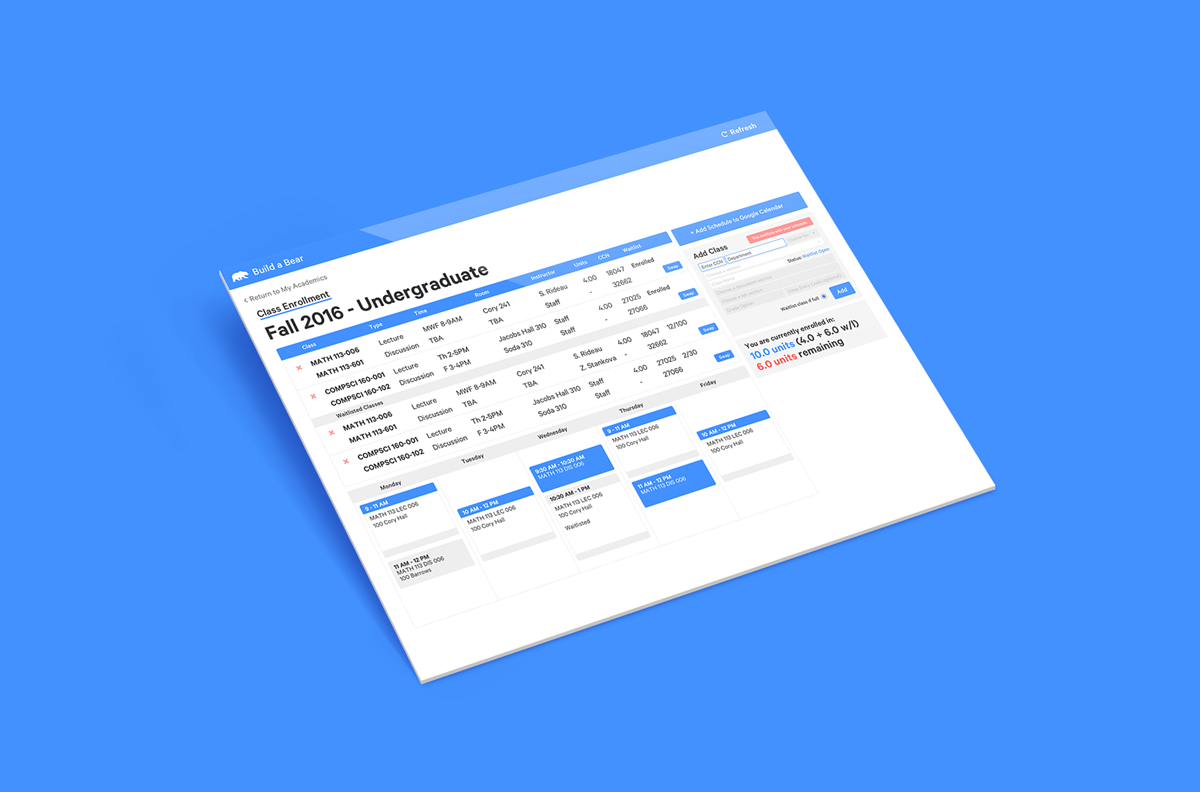 Build a Bear
Refresh
Return to My Academics
Class Enrollment
Fall 2016 - Undergraduate
Class Type Time Room Instructor Units CCN Waitlist
MATH 113-006 Lecture MWF 8-9AM Cory 241 S. Rideau 4.00 18047 Enrolled Swap
MATH 113-601 Discussion TBA TBA Staff - 32662
COMPSCI 160-001 Lecture Th 2-5PM Jacobs Hall 310 Staff 4.00 27025 Enrolled Swap
COMPSCI 160-102 Discussion F 3-4PM Soda 310 Staff - 27066
Waitlisted Classes
MATH 113-006 Lecture MWF 8-9AM Cory 241 S. Rideau 4.00 18047 12/100 Swap
MATH 113-601 Discussion TBA TBA Z. Stankova - 32662
COMPSCI 160-001 Lecture Th 2-5PM Jacobs Hall 310 Staff 4.00 27025 2/30 Swap
COMPSCI 160-102 Discussion F 3-4PM Soda 310 Staff - 27066
Monday Tuesday Wednesday Thursday Friday
9 - 11 AM
MATH 113 LEC 006
100 Cory Hall
11 AM - 12 PM
MATH 113 DIS 006
100 Barrows
10 AM - 12 PM
MATH 113 LEC 006
100 Cory Hall
9:30 AM - 10:30 AM
MATH 113 DIS 006
10:30 AM - 1 PM
MATH 113 LEC 006
100 Cory Hall
Waitlisted
9 - 11 AM
MATH 113 LEC 006
100 Cory Hall
11 AM - 12 PM
MATH 113 DIS 006
10 AM - 12 PM
MATH 113 LEC 006
100 Cory Hall
+ Add Schedule to Google Calendar
Add Class
This conflicts with your schedule
Enter CCN Department
Status: Waitlist Open
Waitlist class if full
Add
You are currently enrolled in:
10.0 units (4.0 + 6.0 w/l)
6.0 units remaining